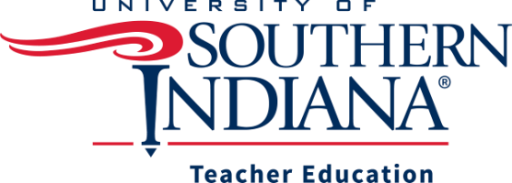 UNIVERSITY OF
SOUTHERN
INDIANA®
Teacher Education